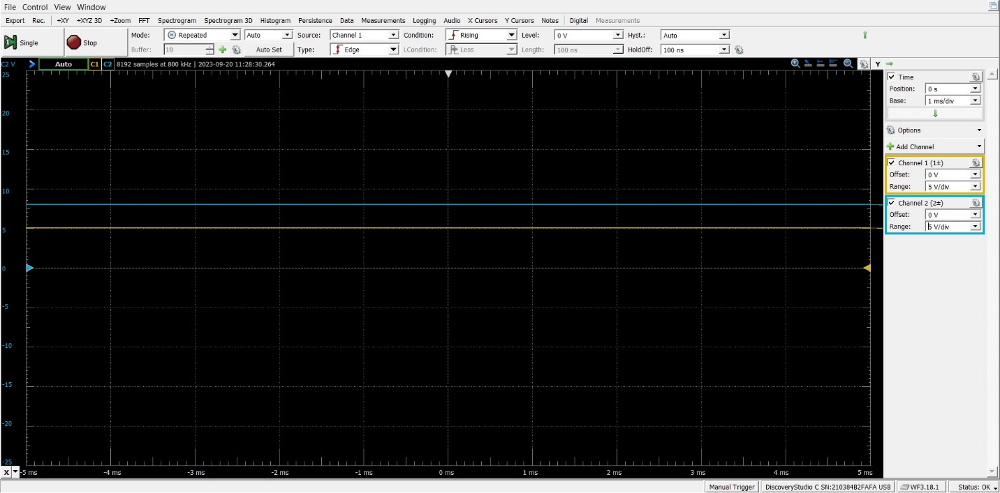 File Control View Window
Export Rec. +XY +XYZ 3D +Zoom FFT Spectrogram Spectrogram 3D Histogram Persistence Data Measurements Logging Audio X Cursors Y Cursors Notes Digital Measurements
Single Stop Mode: Repeated Auto Source: Channel 1 Condition: Rising Level: 0 V Hyst.: Auto
Buffer: 10 Auto Set Type: Edge LCondition: Less Length: 100 ns HoldOff: 100 ns
C2 V Auto C1 C2 8192 samples at 800 kHz | 2023-09-20 11:28:30.264 Y
25
20
15
10
5
0
-5
-10
-15
-20
-25
X -5 ms -4 ms -3 ms -2 ms -1 ms 0 ms 1 ms 2 ms 3 ms 4 ms 5 ms
Time
Position: 0 s
Base: 1 ms/div
Options
Add Channel
Channel 1 (1±)
Offset: 0 V
Range: 5 V/div
Channel 2 (2±)
Offset: 0 V
Range: 5 V/div
Manual Trigger DiscoveryStudio C SN:210384B2FAFA USB WF3.18.1 Status: OK